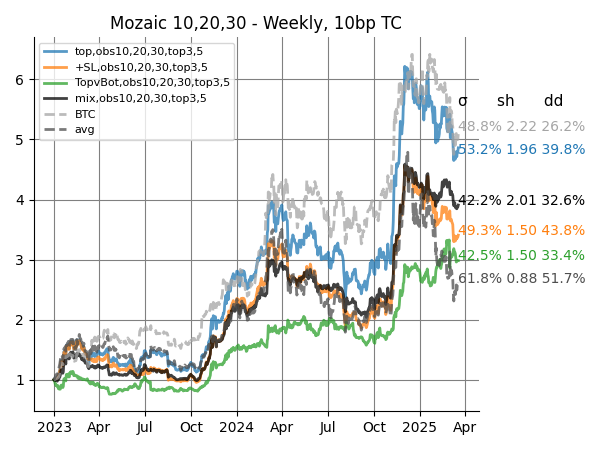 Mozaic 10,20,30 - Weekly, 10bp TC
top,obs10,20,30,top3,5
+SL,obs10,20,30,top3,5
TopvBot,obs10,20,30,top3,5
mix,obs10,20,30,top3,5
BTC
avg
σ sh dd
48.8% 2.22 26.2%
53.2% 1.96 39.8%
42.2% 2.01 32.6%
49.3% 1.50 43.8%
42.5% 1.50 33.4%
61.8% 0.88 51.7%
6
5
4
3
2
1
2023 Apr Jul Oct 2024 Apr Jul Oct 2025 Apr